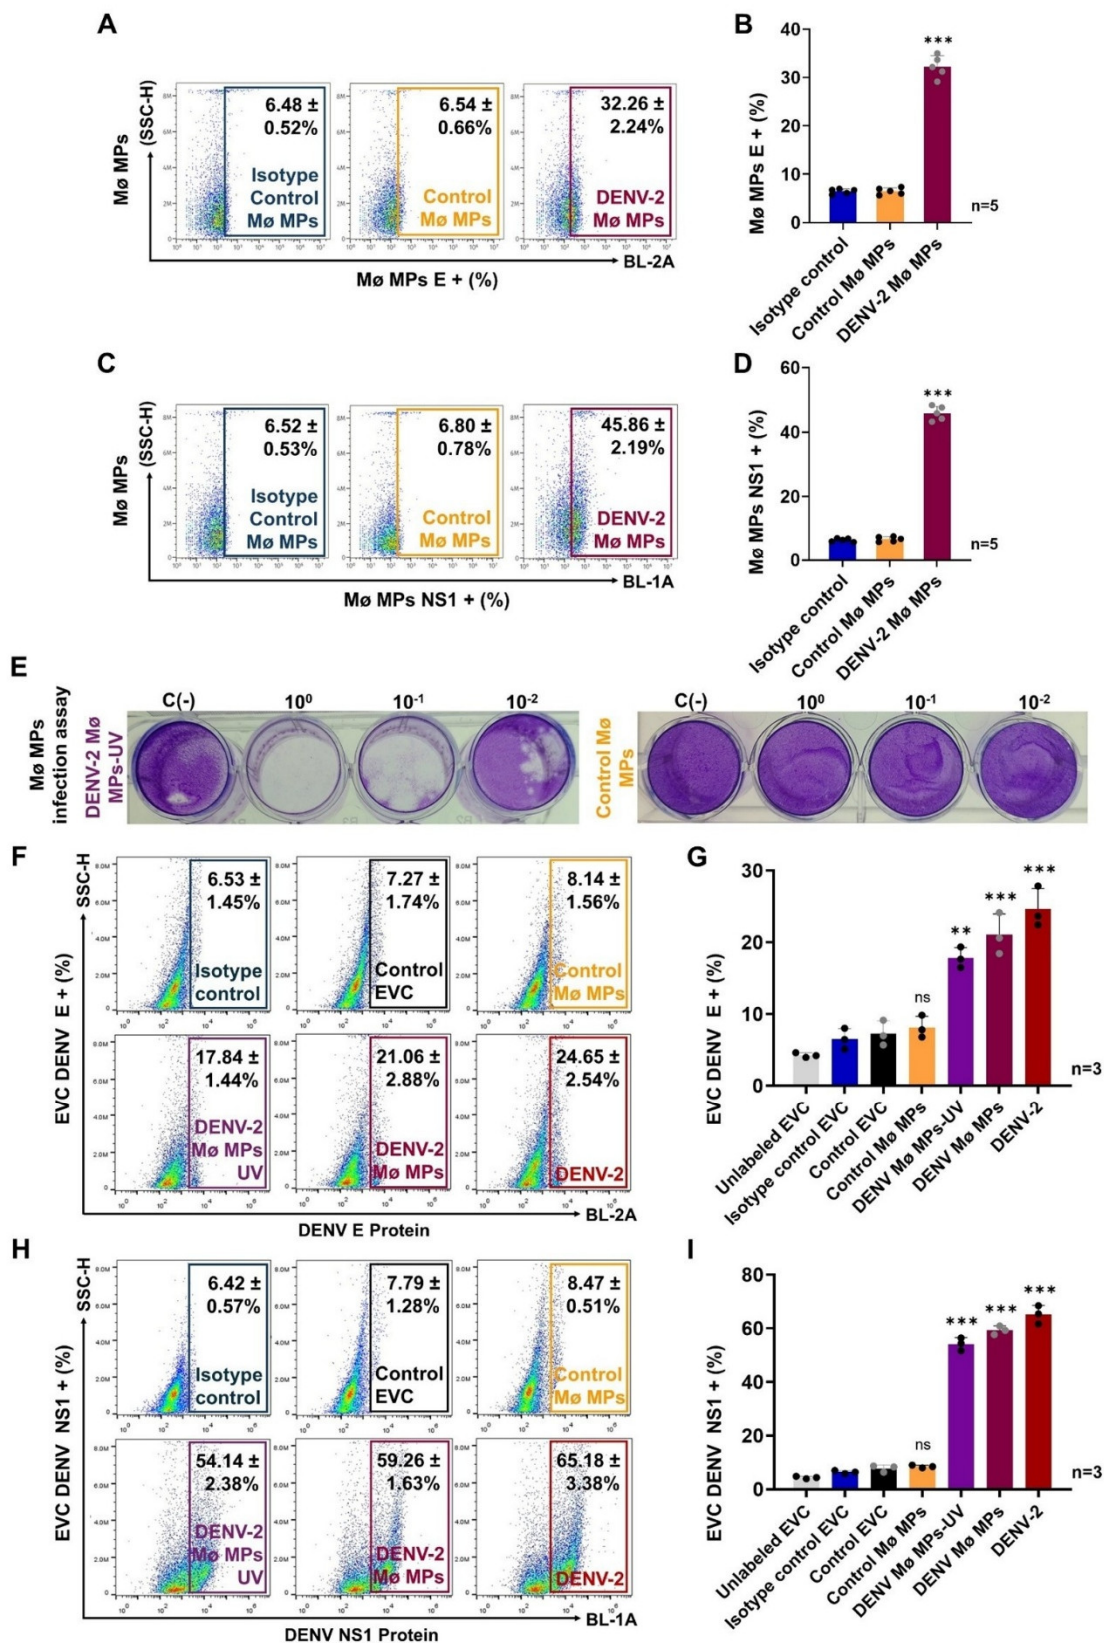 A
Mø MPs
(SSC-H)
8M
6M
4M
2M
0
6.48 ±
0.52%
Isotype
Control
Mø MPs
6.54 ±
0.66%
Control
Mø MPs
32.26 ±
2.24%
DENV-2
Mø MPs
BL-2A
Mø MPs E + (%)
B
Mø MPs E + (%)
40
30
20
10
0
***
n=5
Isotype control
Control Mø MPs
DENV-2 Mø MPs
C
Mø MPs
(SSC-H)
6.52 ±
0.53%
Isotype
Control
Mø MPs
6.80 ±
0.78%
Control
Mø MPs
45.86 ±
2.19%
DENV-2
Mø MPs
BL-1A
Mø MPs NS1 + (%)
D
Mø MPs NS1 + (%)
60
40
20
0
***
n=5
Isotype control
Control Mø MPs
DENV-2 Mø MPs
E
Mø MPs
infection assay
DENV-2 Mø
MPs-UV
C(-) 10⁰ 10⁻¹ 10⁻²
Control Mø
MPs
C(-) 10⁰ 10⁻¹ 10⁻²
F
EVC DENV E + (%)
SSC-H
6.53 ±
1.45%
Isotype
control
7.27 ±
1.74%
Control
EVC
8.14 ±
1.56%
Control
Mø MPs
17.84 ±
1.44%
DENV-2
Mø MPs
UV
21.06 ±
2.88%
DENV-2
Mø MPs
24.65 ±
2.54%
DENV-2
BL-2A
DENV E Protein
G
EVC DENV E + (%)
30
20
10
0
ns
**
***
***
n=3
Unlabeled EVC
Isotype control EVC
Control EVC
Control Mø MPs
DENV Mø MPs-UV
DENV Mø MPs
DENV-2
H
EVC DENV NS1 + (%)
SSC-H
6.42 ±
0.57%
Isotype
control
7.79 ±
1.28%
Control
EVC
8.47 ±
0.51%
Control
Mø MPs
54.14 ±
2.38%
DENV-2
Mø MPs
UV
59.26 ±
1.63%
DENV-2
Mø MPs
65.18 ±
3.38%
DENV-2
BL-1A
DENV NS1 Protein
I
EVC DENV NS1 + (%)
80
60
40
20
0
ns
***
***
***
n=3
Unlabeled EVC
Isotype control EVC
Control EVC
Control Mø MPs
DENV Mø MPs-UV
DENV Mø MPs
DENV-2